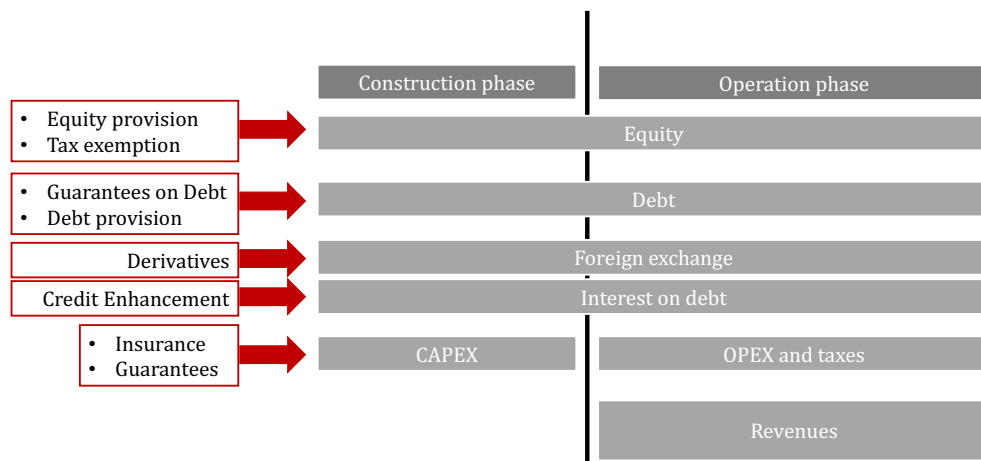 Construction phase
Operation phase
• Equity provision
• Tax exemption
Equity
• Guarantees on Debt
• Debt provision
Debt
Derivatives
Foreign exchange
Credit Enhancement
Interest on debt
• Insurance
• Guarantees
CAPEX
OPEX and taxes
Revenues